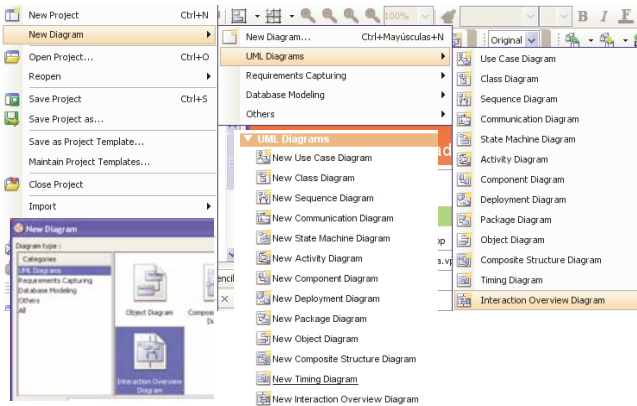 New Project Ctrl+N
New Diagram
Open Project... Ctrl+O
Reopen
Save Project Ctrl+S
Save Project as...
Save as Project Template...
Maintain Project Templates...
Close Project
Import
New Diagram
Diagram type :
Categories
UML Diagrams
Requirements Capturing
Database Modeling
Others
All
Object Diagram
Interaction Overview
Diagram
100%
B I F
Original
New Diagram... Ctrl+Mayúsculas+N
UML Diagrams
Requirements Capturing
Database Modeling
Others
UML Diagrams
New Use Case Diagram
New Class Diagram
New Sequence Diagram
New Communication Diagram
New State Machine Diagram
New Activity Diagram
New Component Diagram
New Deployment Diagram
New Package Diagram
New Object Diagram
New Composite Structure Diagram
New Timing Diagram
New Interaction Overview Diagram
Use Case Diagram
Class Diagram
Sequence Diagram
Communication Diagram
State Machine Diagram
Activity Diagram
Component Diagram
Deployment Diagram
Package Diagram
Object Diagram
Composite Structure Diagram
Timing Diagram
Interaction Overview Diagram